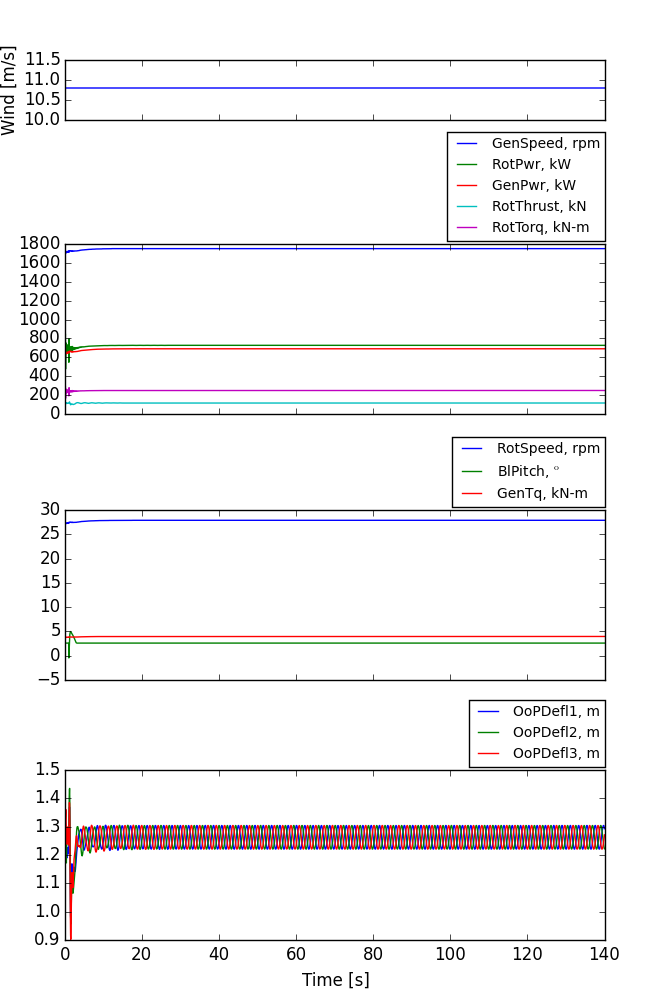 Wind [m/s]
11.5
11.0
10.5
10.0
GenSpeed, rpm
RotPwr, kW
GenPwr, kW
RotThrust, kN
RotTorq, kN-m
1800
1600
1400
1200
1000
800
600
400
200
0
RotSpeed, rpm
BlPitch, °
GenTq, kN-m
30
25
20
15
10
5
0
−5
OoPDefl1, m
OoPDefl2, m
OoPDefl3, m
1.5
1.4
1.3
1.2
1.1
1.0
0.9
0 20 40 60 80 100 120 140
Time [s]